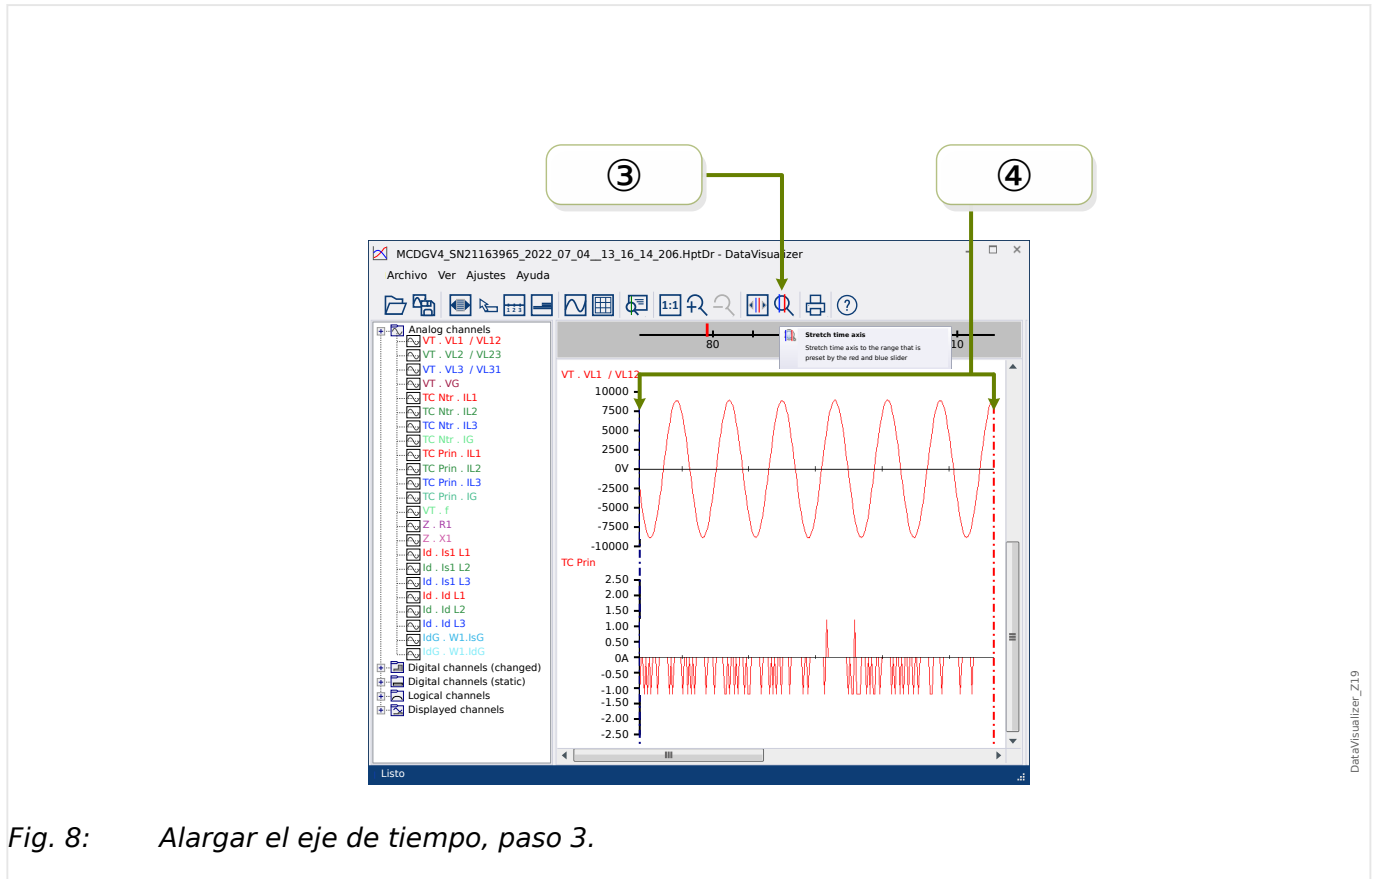 ③
④
MCDGV4_SN21163965_2022_07_04__13_16_14_206.HptDr - DataVisualizer
Archivo Ver Ajustes Ayuda
1 2 3
1:1
?
Analog channels
VT . VL1 / VL12
VT . VL2 / VL23
VT . VL3 / VL31
VT . VG
TC Ntr . IL1
TC Ntr . IL2
TC Ntr . IL3
TC Ntr . IG
TC Prin . IL1
TC Prin . IL2
TC Prin . IL3
TC Prin . IG
VT . f
Z . R1
Z . X1
Id . Is1 L1
Id . Is1 L2
Id . Is1 L3
Id . Id L1
Id . Id L2
Id . Id L3
IdG . W1.IsG
IdG . W1.IdG
Digital channels (changed)
Digital channels (static)
Logical channels
Displayed channels
80
10
Stretch time axis
Stretch time axis to the range that is
preset by the red and blue slider
VT . VL1 / VL12
10000
7500
5000
2500
0V
-2500
-5000
-7500
-10000
TC Prin
2.50
2.00
1.50
1.00
0.50
0A
-0.50
-1.00
-1.50
-2.00
-2.50
Listo
DataVisualizer_Z19
Fig. 8: Alargar el eje de tiempo, paso 3.